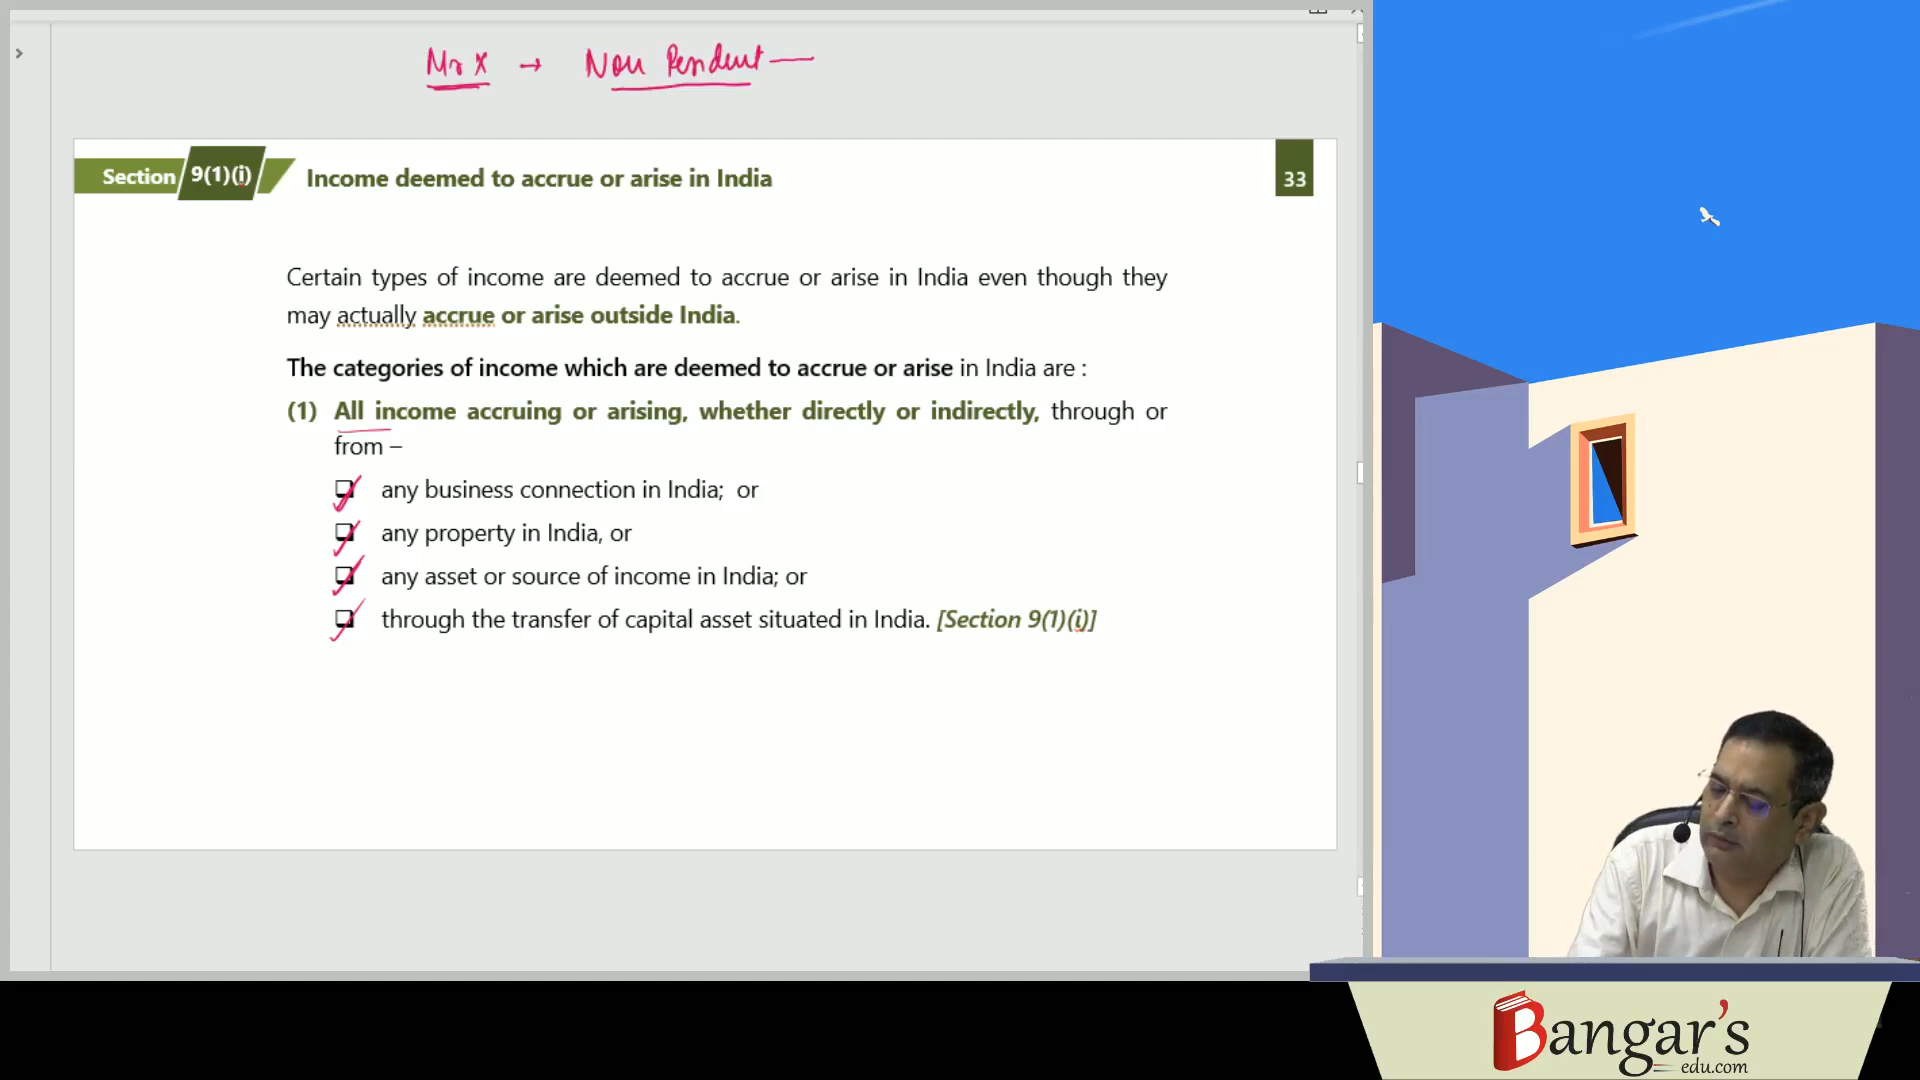 Mr X → Non Resident —
Section 9(1)(i) Income deemed to accrue or arise in India 33
Certain types of income are deemed to accrue or arise in India even though they
may actually accrue or arise outside India.
The categories of income which are deemed to accrue or arise in India are :
(1) All income accruing or arising, whether directly or indirectly, through or
from –
❑ any business connection in India; or
❑ any property in India, or
❑ any asset or source of income in India; or
❑ through the transfer of capital asset situated in India. [Section 9(1)(i)]
Bangar's
edu.com